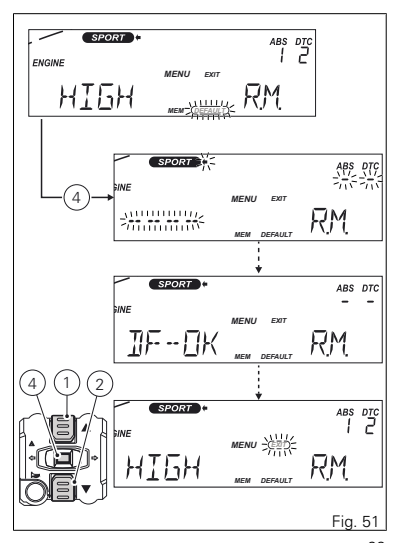 SPORT
ABS DTC
1 2
ENGINE
MENU EXIT
HIGH R.M.
MEM DEFAULT
4
SPORT
ABS DTC
- -
GINE
MENU EXIT
-- -- -- -- R.M.
MEM DEFAULT
SPORT
ABS DTC
- -
GINE
MENU EXIT
DF--OK R.M.
MEM DEFAULT
4 1 2
SPORT
ABS DTC
1 2
GINE
MENU EXIT
HIGH R.M.
MEM DEFAULT
Fig. 51